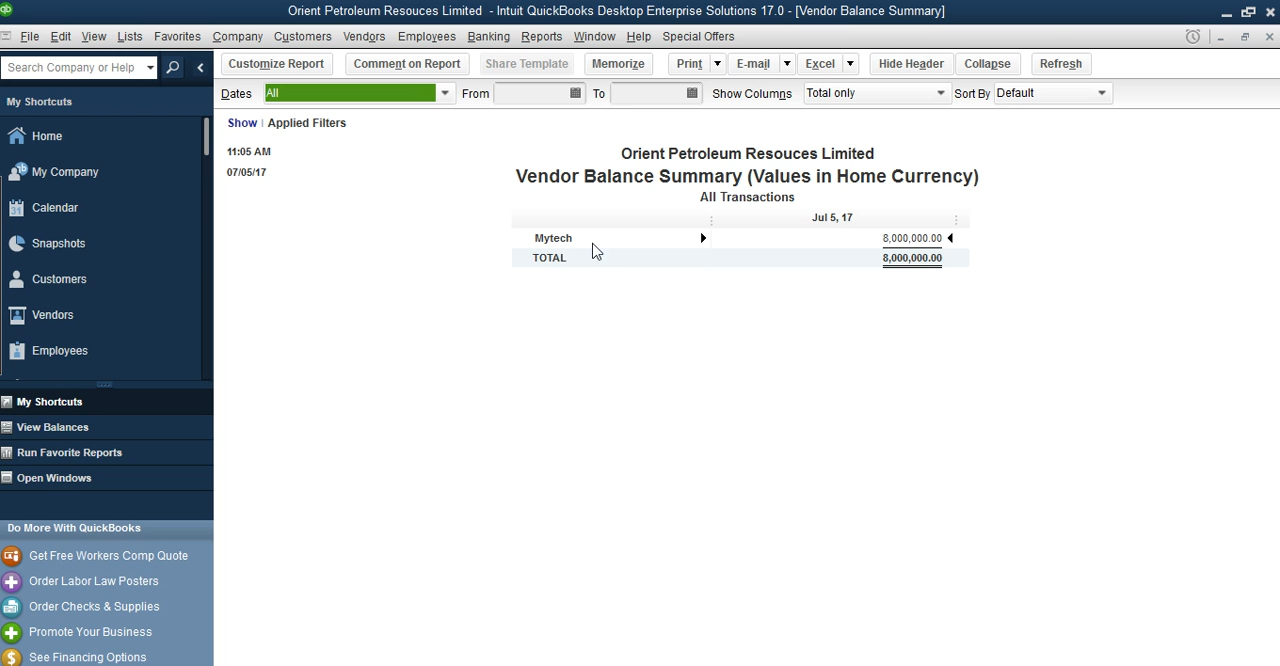 qb Orient Petroleum Resouces Limited - Intuit QuickBooks Desktop Enterprise Solutions 17.0 - [Vendor Balance Summary]
File Edit View Lists Favorites Company Customers Vendors Employees Banking Reports Window Help Special Offers
Search Company or Help Customize Report Comment on Report Share Template Memorize Print E-mail Excel Hide Header Collapse Refresh
My Shortcuts Dates All From To Show Columns Total only Sort By Default
Show | Applied Filters
11:05 AM Orient Petroleum Resouces Limited
07/05/17 Vendor Balance Summary (Values in Home Currency)
All Transactions
Jul 5, 17
Mytech 8,000,000.00
TOTAL 8,000,000.00
Home
My Company
31 Calendar
Snapshots
Customers
Vendors
Employees
My Shortcuts
View Balances
Run Favorite Reports
Open Windows
Do More With QuickBooks
Get Free Workers Comp Quote
Order Labor Law Posters
Order Checks & Supplies
Promote Your Business
$ See Financing Options